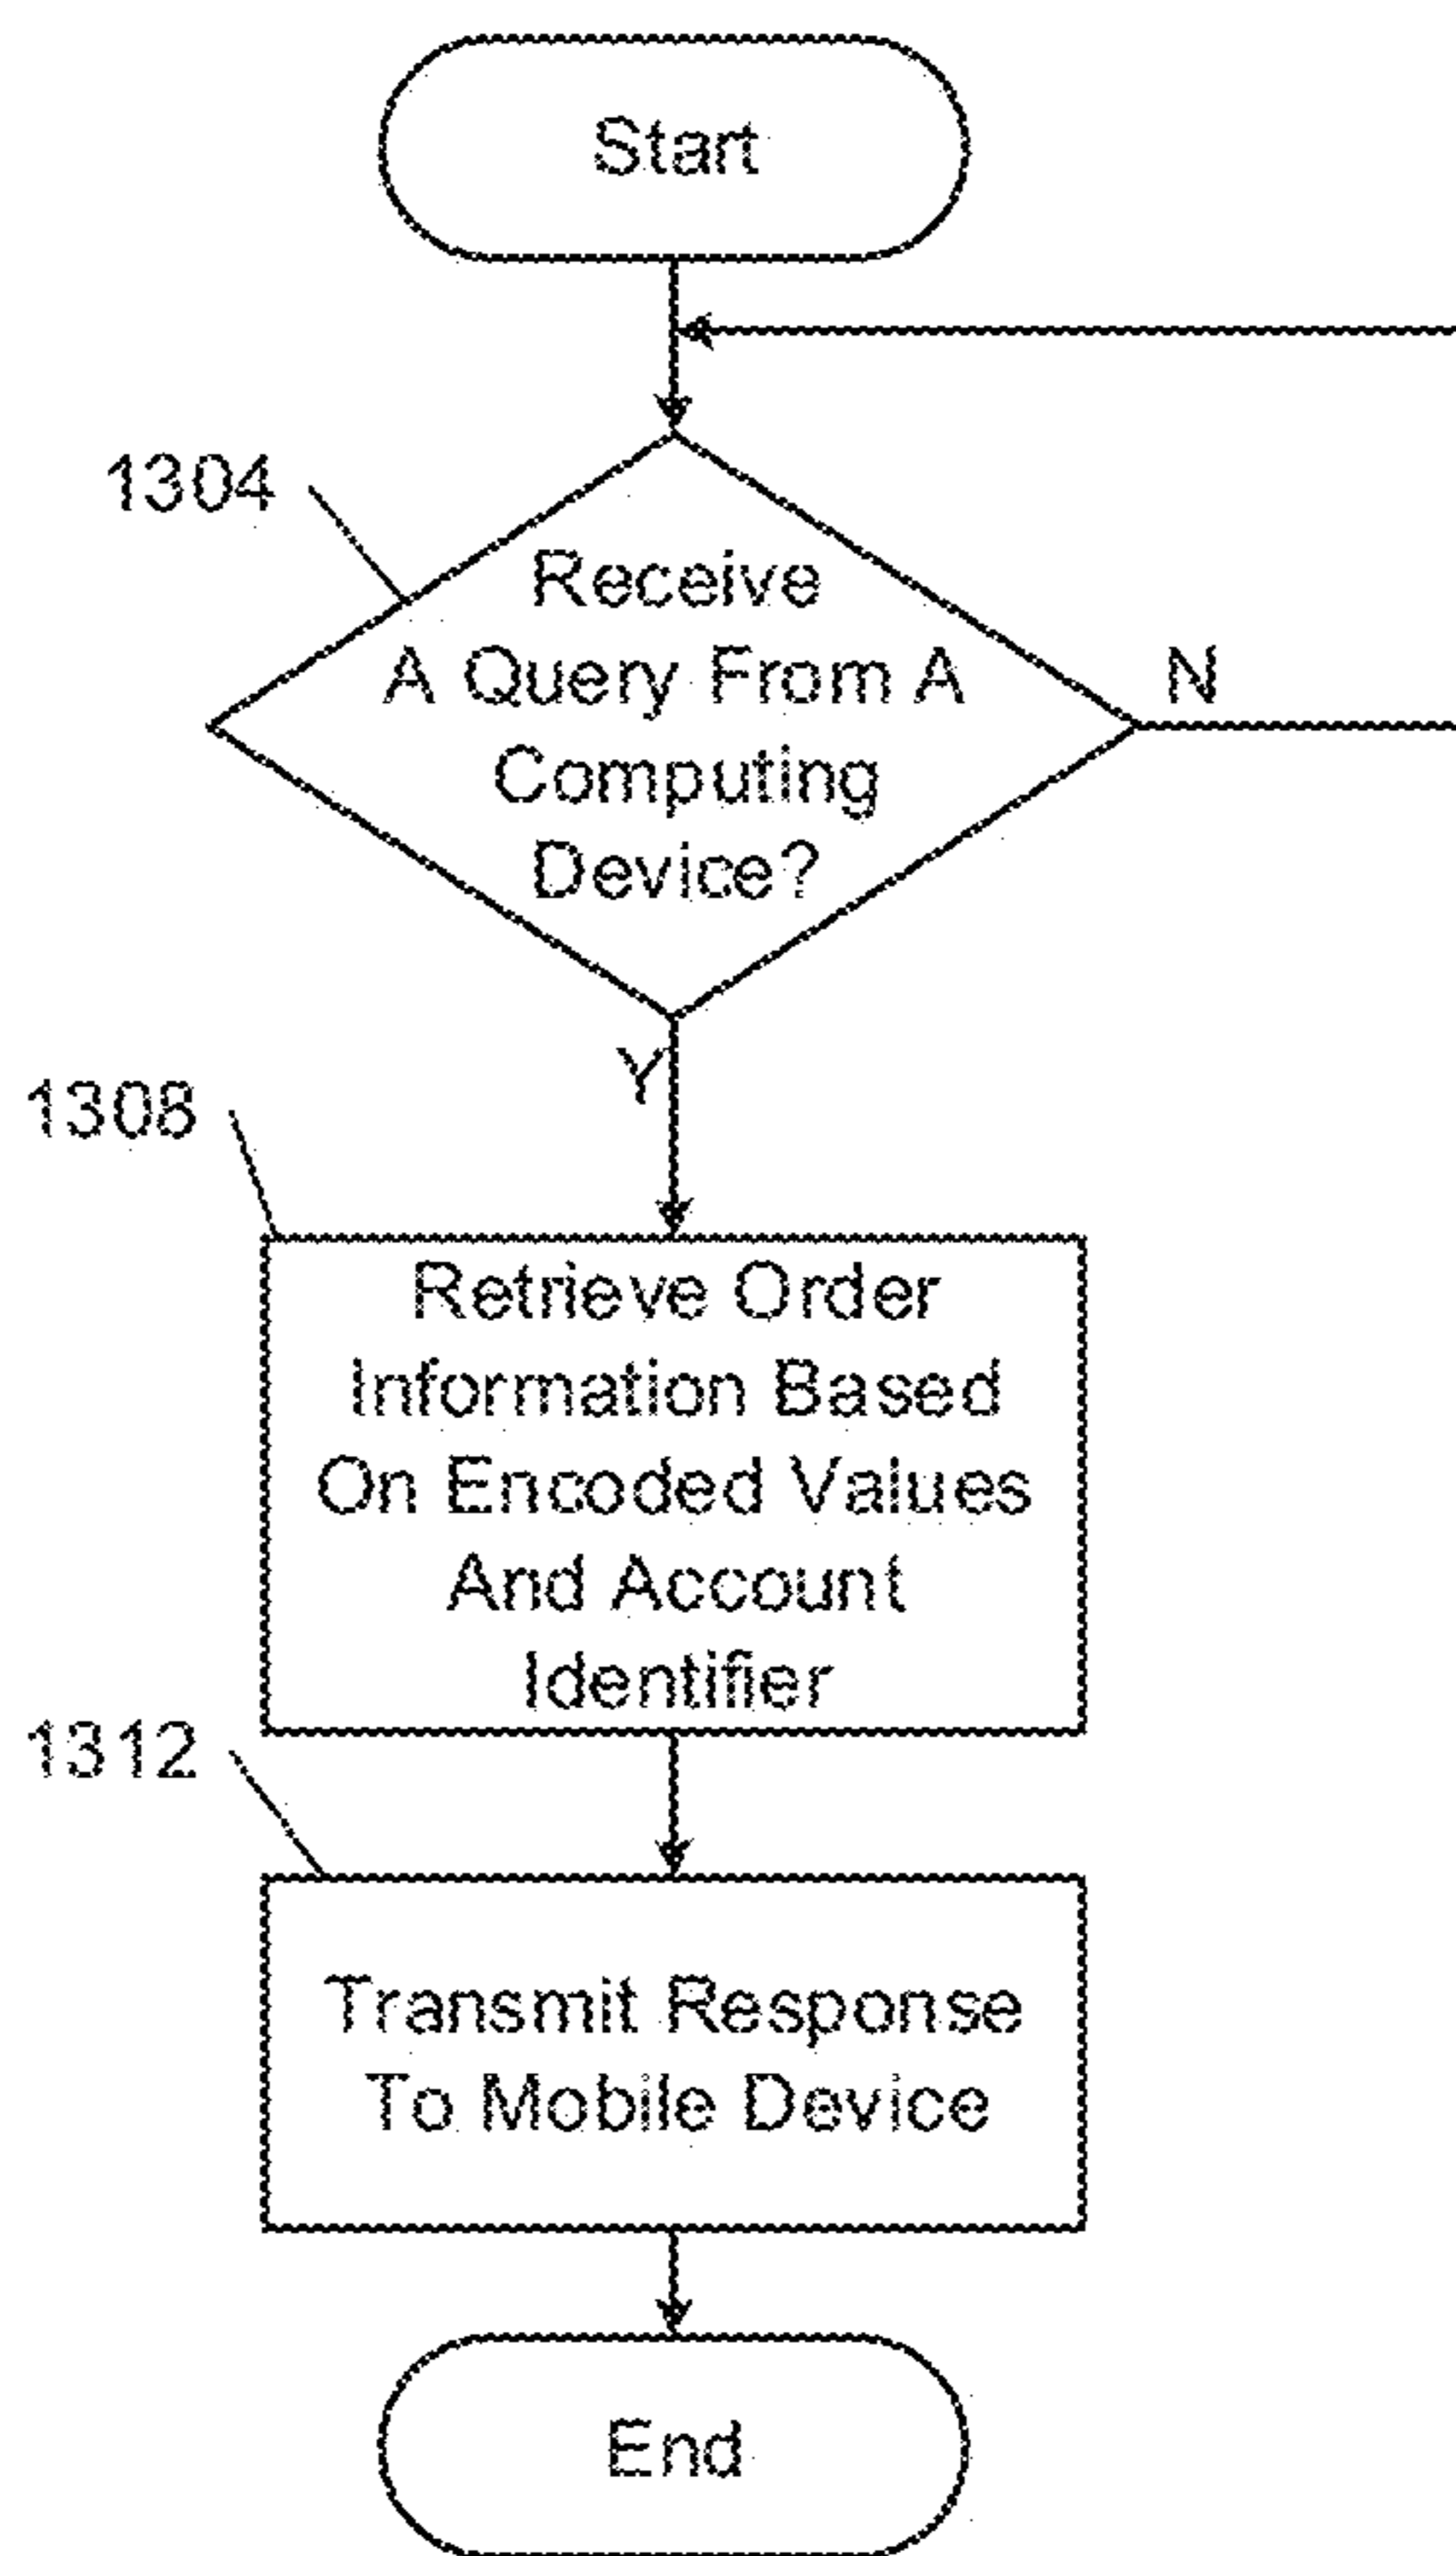 Start
1304
Receive
A Query From A
Computing
Device?
N
Y
1308
Retrieve Order
Information Based
On Encoded Values
And Account
Identifier
1312
Transmit Response
To Mobile Device
End